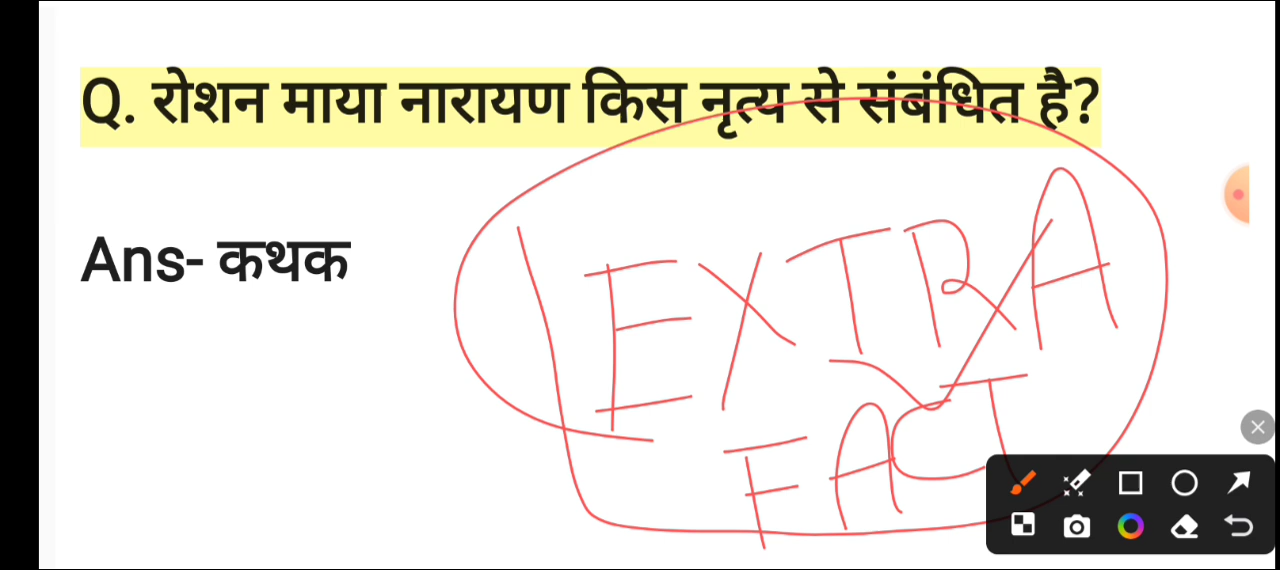 Q. रोशन माया नारायण किस नृत्य से संबंधित है?
Ans- कथक
EXTRA
FACT